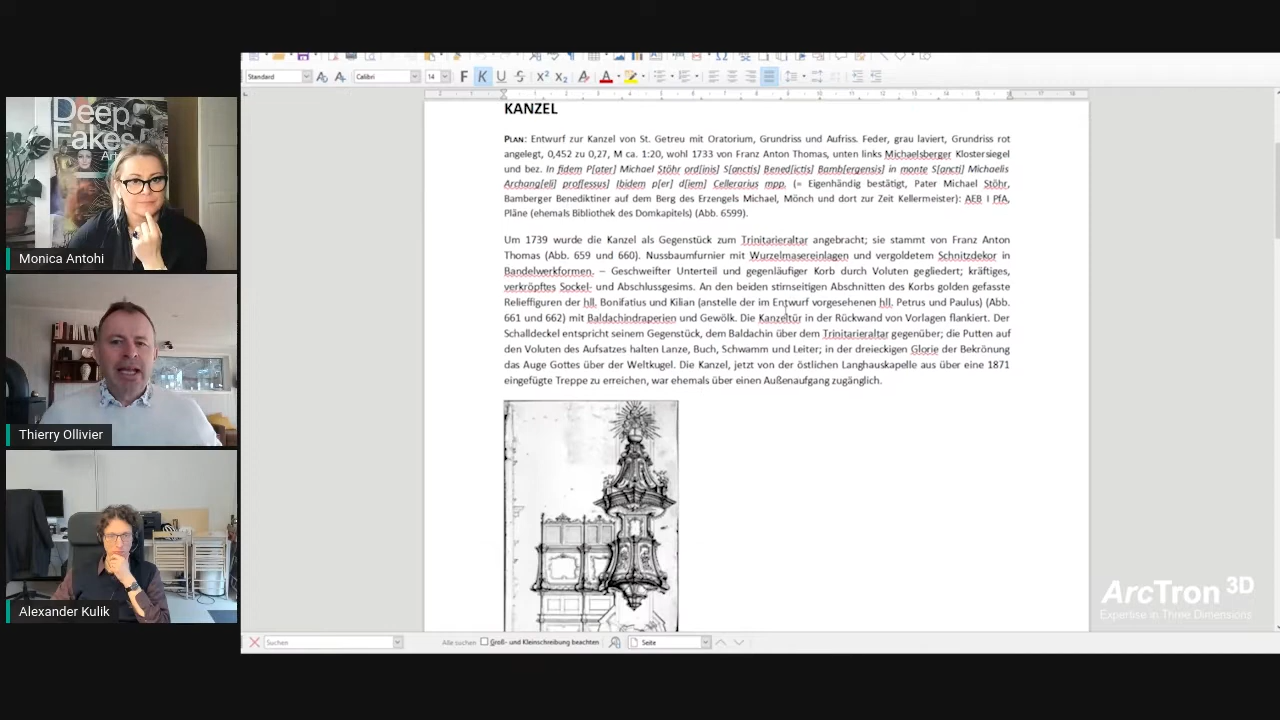 Deep
Fakes
Art
Monica Antohi
Thierry Ollivier
Alexander Kulik
Standard
Calibri
14
F K U S X² X₂
KANZEL
PLAN: Entwurf zur Kanzel von St. Getreu mit Oratorium, Grundriss und Aufriss. Feder, grau laviert, Grundriss rot
angelegt, 0,452 zu 0,27, M ca. 1:20, wohl 1733 von Franz Anton Thomas, unten links Michaelsberger Klostersiegel
und bez. In fidem P[ater] Michael Stöhr ord[inis] S[anctis] Bened[ictis] Bamb[ergensis] in monte S[ancti] Michaelis
Archang[eli] prof[essus] Ibidem p[er] d[iem] Cellerarius mpp. (= Eigenhändig bestätigt, Pater Michael Stöhr,
Bamberger Benediktiner auf dem Berg des Erzengels Michael, Mönch und dort zur Zeit Kellermeister): AEB I PfA,
Pläne (ehemals Bibliothek des Domkapitels) (Abb. 6599).
Um 1739 wurde die Kanzel als Gegenstück zum Trinitarieraltar angebracht; sie stammt von Franz Anton
Thomas (Abb. 659 und 660). Nussbaumfurnier mit Wurzelmasereinlagen und vergoldetem Schnitzdekor in
Bandelwerkformen. – Geschweifter Unterteil und gegenläufiger Korb durch Voluten gegliedert; kräftiges,
verkröpftes Sockel- und Abschlussgesims. An den beiden stirnseitigen Abschnitten des Korbs golden gefasste
Relieffiguren der hll. Bonifatius und Kilian (anstelle der im Entwurf vorgesehenen hll. Petrus und Paulus) (Abb.
661 und 662) mit Baldachindraperien und Gewölk. Die Kanzeltür in der Rückwand von Vorlagen flankiert. Der
Schalldeckel entspricht seinem Gegenstück, dem Baldachin über dem Trinitarieraltar gegenüber; die Putten auf
den Voluten des Aufsatzes halten Lanze, Buch, Schwamm und Leiter; in der dreieckigen Glorie der Bekrönung
das Auge Gottes über der Weltkugel. Die Kanzel, jetzt von der östlichen Langhauskapelle aus über eine 1871
eingefügte Treppe zu erreichen, war ehemals über einen Außenaufgang zugänglich.
ArcTron 3D
Expertise in Three Dimensions
Suchen
Alle suchen
Groß- und Kleinschreibung beachten
Seite